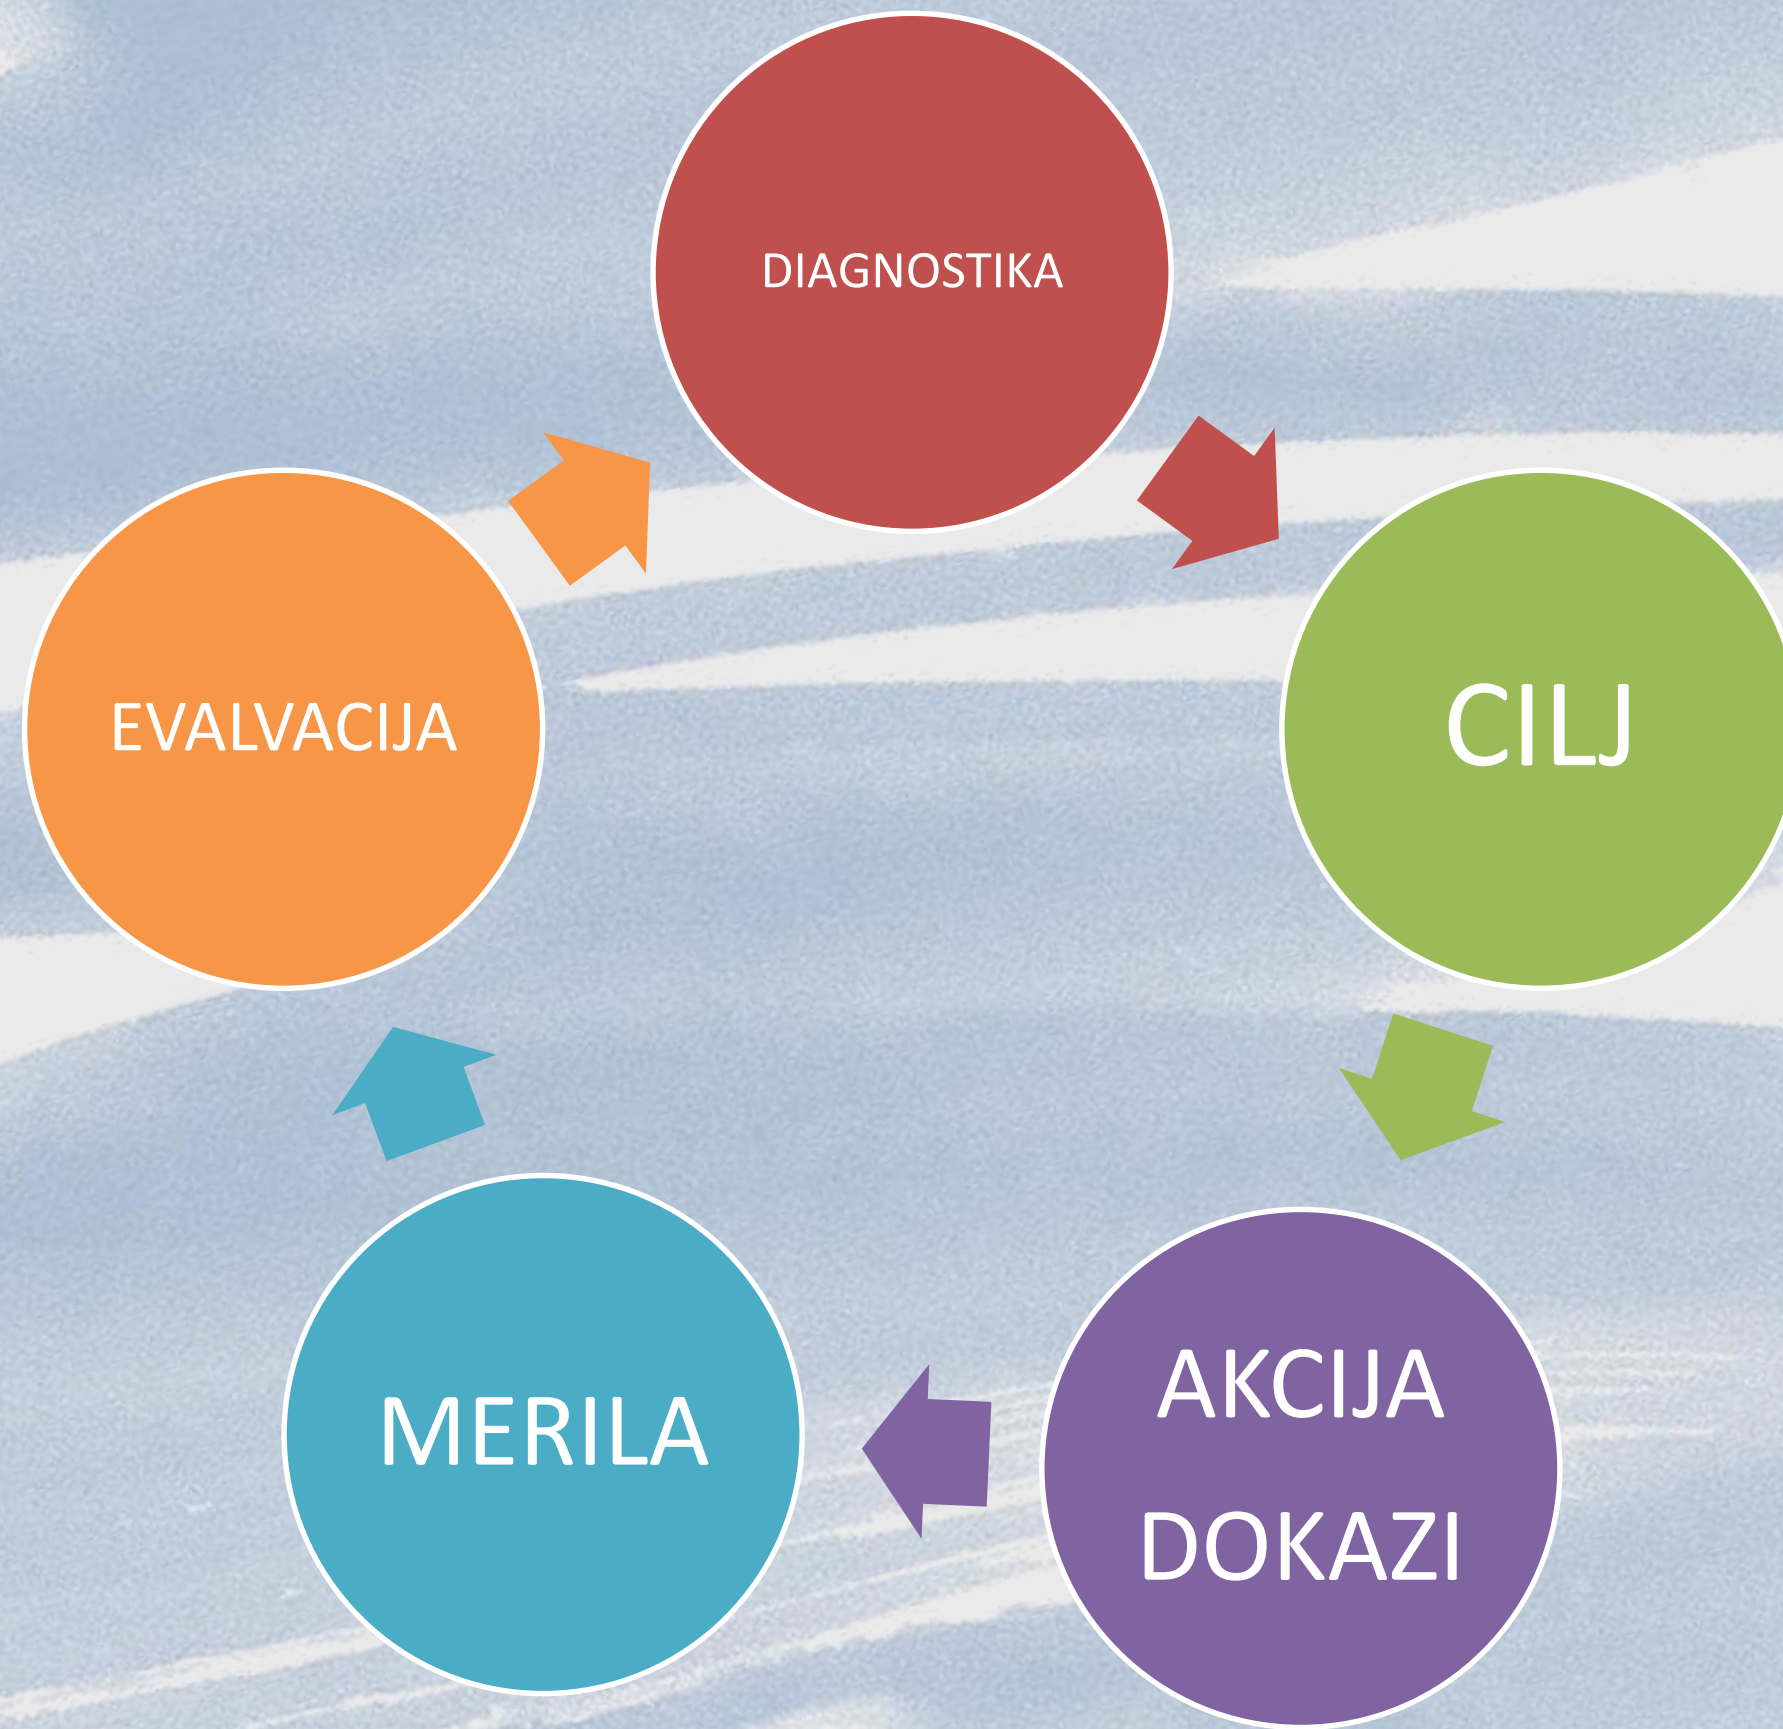 DIAGNOSTIKA
CILJ
AKCIJA
DOKAZI
MERILA
EVALVACIJA